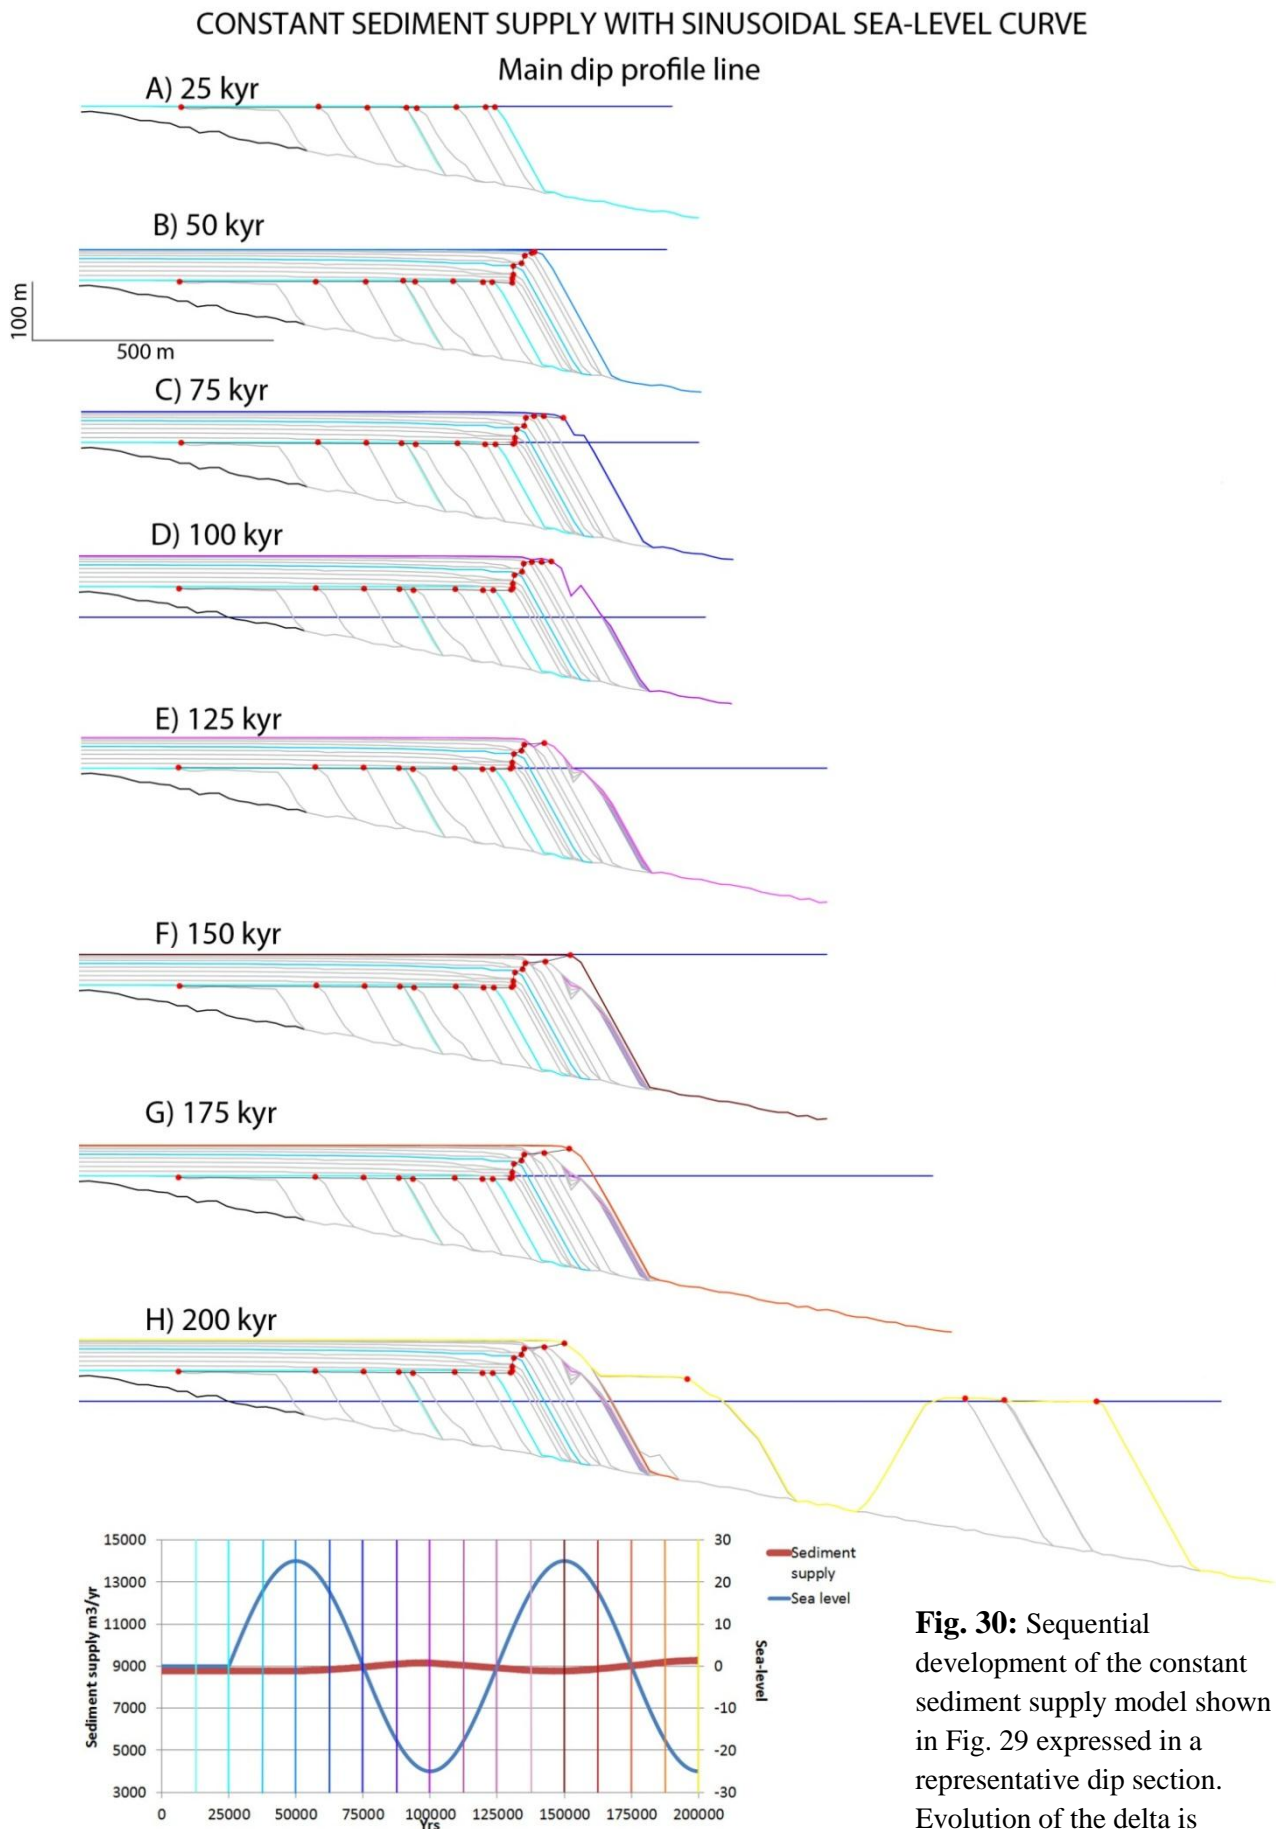 CONSTANT SEDIMENT SUPPLY WITH SINUSOIDAL SEA-LEVEL CURVE
Main dip profile line
A) 25 kyr
B) 50 kyr
100 m
500 m
C) 75 kyr
D) 100 kyr
E) 125 kyr
F) 150 kyr
G) 175 kyr
H) 200 kyr
Sediment supply m3/yr
15000
13000
11000
9000
7000
5000
3000
0 25000 50000 75000 100000 125000 150000 175000 200000
Yrs
30
20
10
0
-10
-20
-30
Sea-level
Sediment
supply
Sea level
Fig. 30: Sequential
development of the constant
sediment supply model shown
in Fig. 29 expressed in a
representative dip section.
Evolution of the delta is